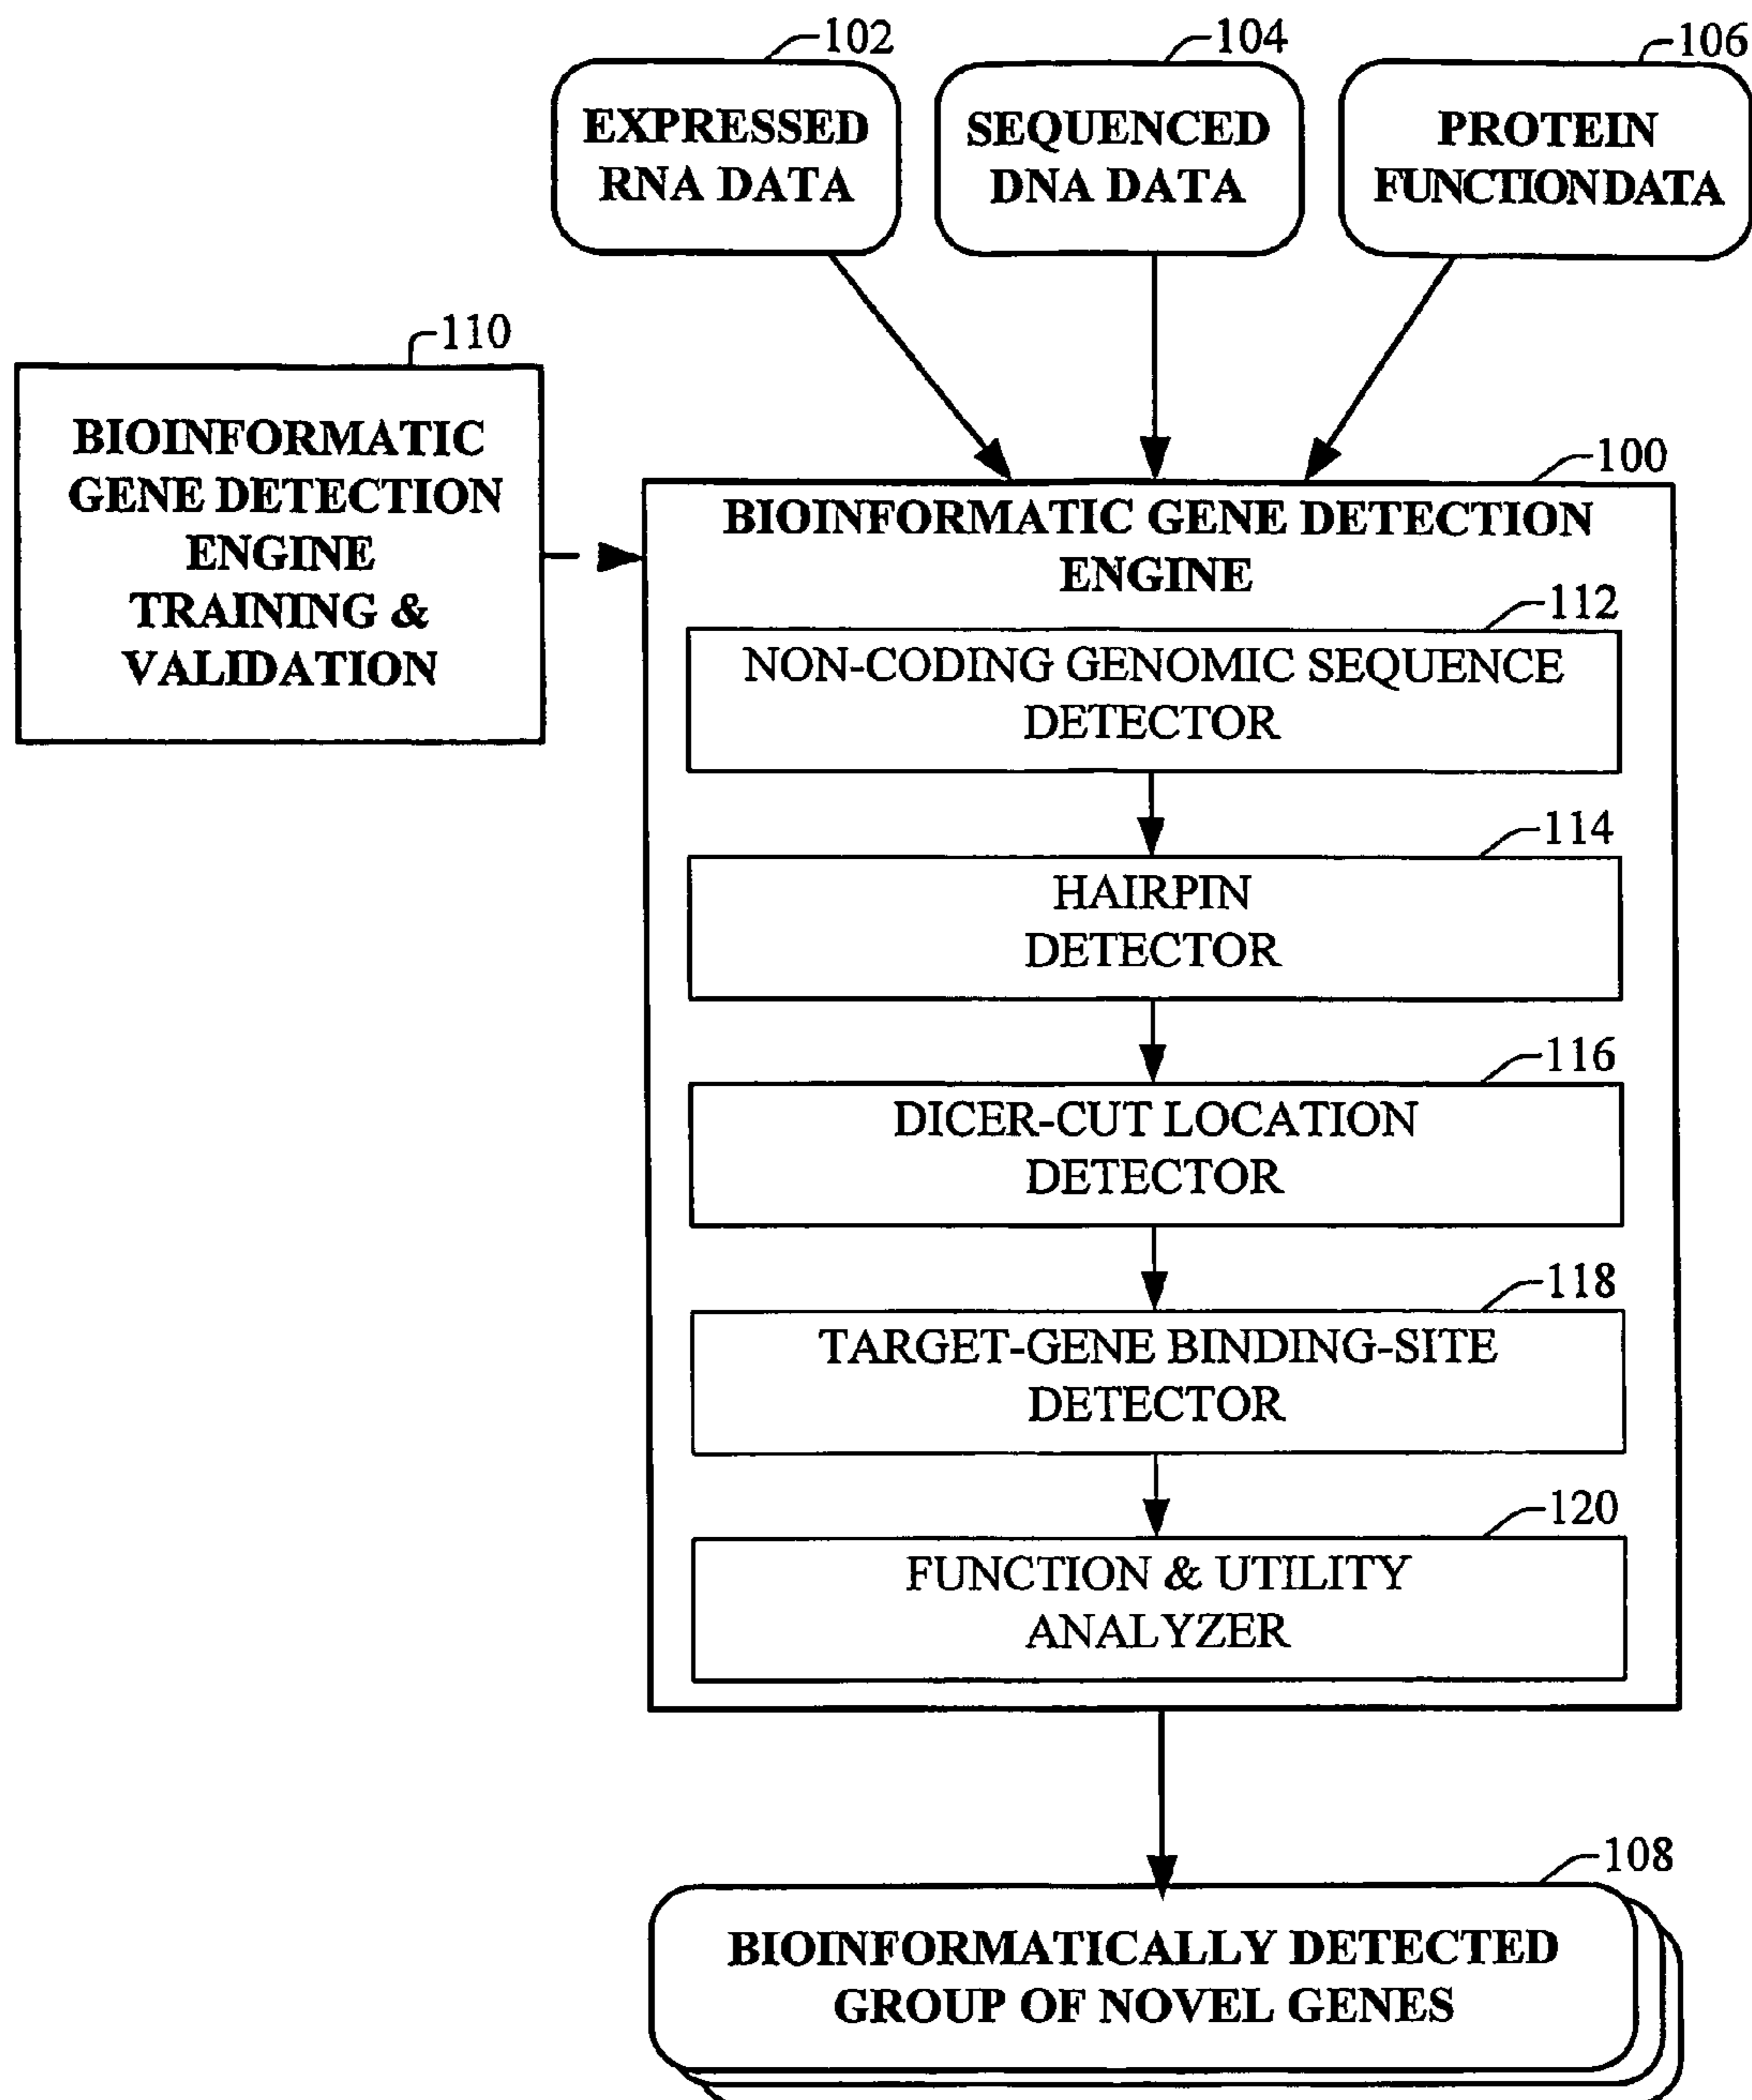 102
104
106
EXPRESSED
RNA DATA
SEQUENCED
DNA DATA
PROTEIN
FUNCTION DATA
110
BIOINFORMATIC
GENE DETECTION
ENGINE
TRAINING &
VALIDATION
100
BIOINFORMATIC GENE DETECTION
ENGINE
112
NON-CODING GENOMIC SEQUENCE
DETECTOR
114
HAIRPIN
DETECTOR
116
DICER-CUT LOCATION
DETECTOR
118
TARGET-GENE BINDING-SITE
DETECTOR
120
FUNCTION & UTILITY
ANALYZER
108
BIOINFORMATICALLY DETECTED
GROUP OF NOVEL GENES